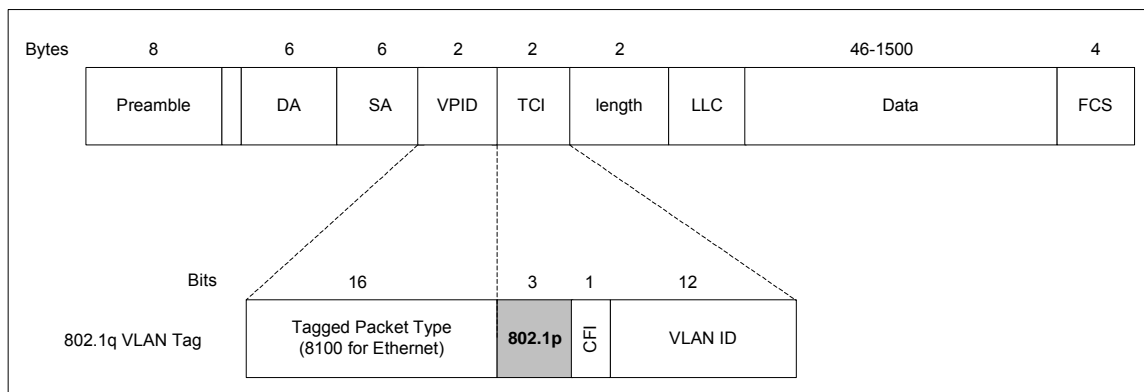 Bytes 8 6 6 2 2 2 46-1500 4
Preamble DA SA VPID TCI length LLC Data FCS
Bits 16 3 1 12
802.1q VLAN Tag
Tagged Packet Type
(8100 for Ethernet)
802.1p
CFI
VLAN ID